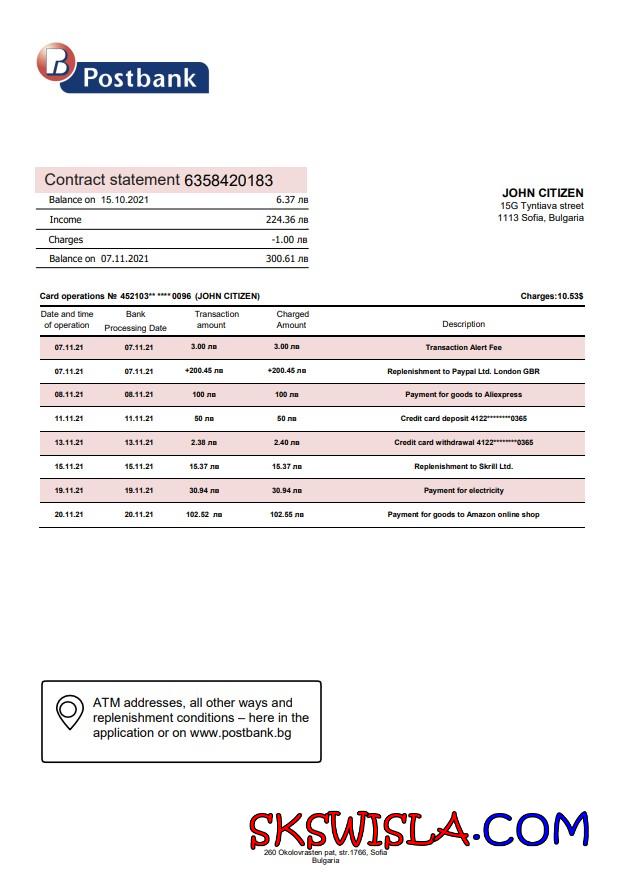 Postbank
Contract statement 6358420183
Balance on 15.10.2021 6.37 лв
Income 224.36 лв
Charges -1.00 лв
Balance on 07.11.2021 300.61 лв
JOHN CITIZEN
15G Tyntiava street
1113 Sofia, Bulgaria
Card operations № 452103** **** 0096 (JOHN CITIZEN) Charges:10.53$
Date and time of operation Bank Processing Date Transaction amount Charged Amount Description
07.11.21 07.11.21 3.00 лв 3.00 лв Transaction Alert Fee
07.11.21 07.11.21 +200.45 лв +200.45 лв Replenishment to Paypal Ltd. London GBR
08.11.21 08.11.21 100 лв 100 лв Payment for goods to Aliexpress
11.11.21 11.11.21 50 лв 50 лв Credit card deposit 4122********0365
13.11.21 13.11.21 2.38 лв 2.40 лв Credit card withdrawal 4122********0365
15.11.21 15.11.21 15.37 лв 15.37 лв Replenishment to Skrill Ltd.
19.11.21 19.11.21 30.94 лв 30.94 лв Payment for electricity
20.11.21 20.11.21 102.52 лв 102.55 лв Payment for goods to Amazon online shop
ATM addresses, all other ways and
replenishment conditions – here in the
application or on www.postbank.bg
SKSWISLA.COM
260 Okolovrasten pat, str.1766, Sofia
Bulgaria